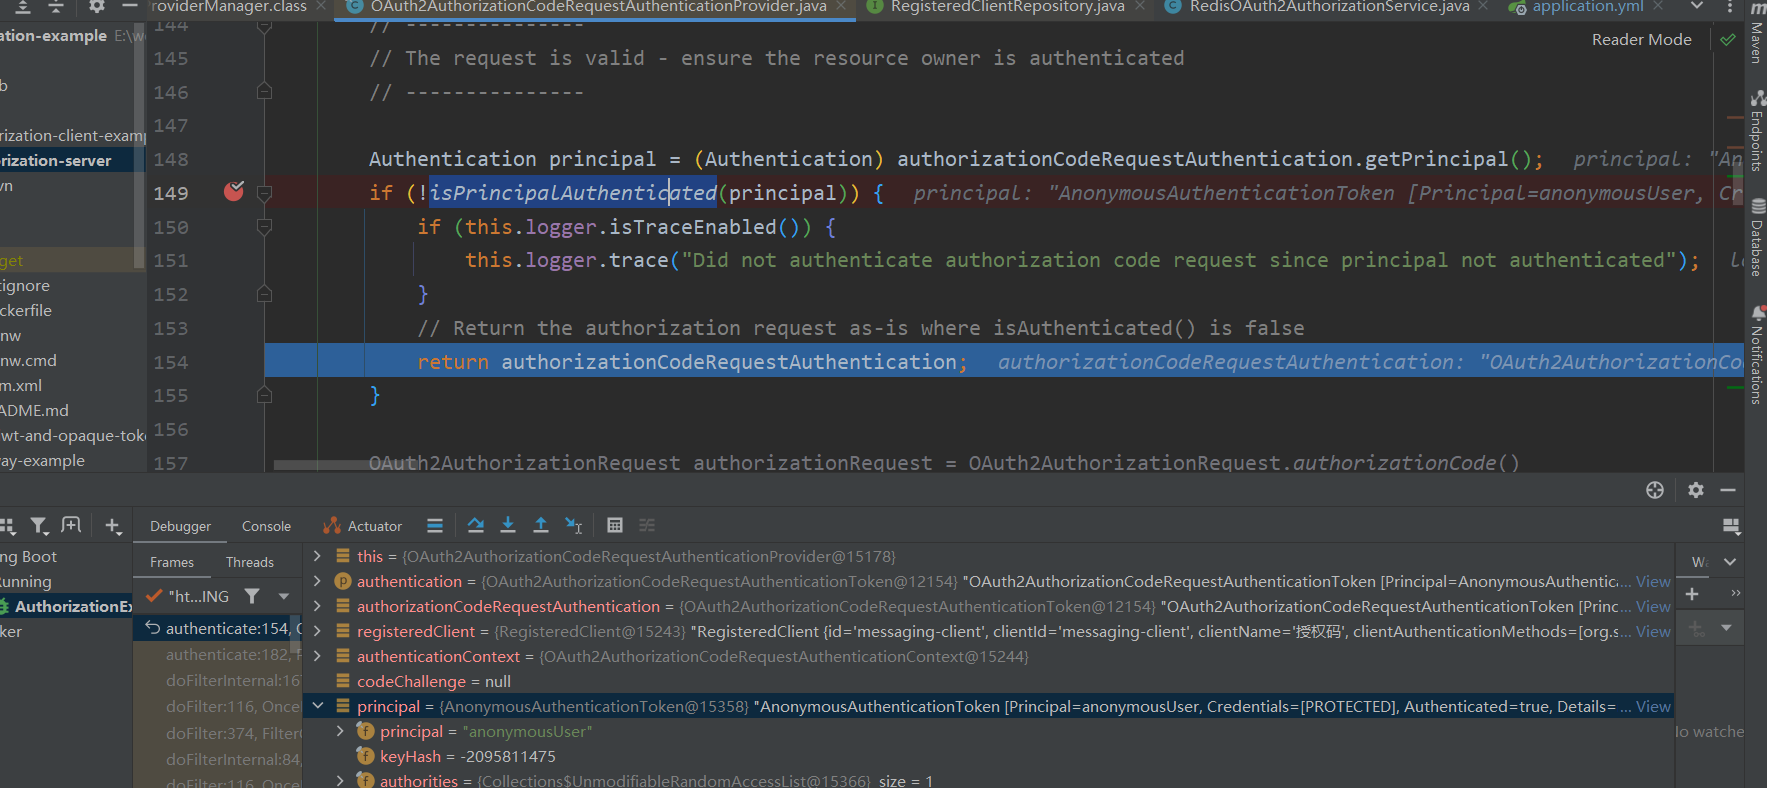 roviderManager.class OAuth2AuthorizationCodeRequestAuthenticationProvider.java RegisteredClientRepository.java RedisOAuth2AuthorizationService.java application.yml
ation-example E:\w
Reader Mode
Maven
Endpoints
Database
Notifications
b
rization-client-examp
rization-server
vn
get
tignore
ckerfile
nw
nw.cmd
m.xml
ADME.md
wt-and-opaque-toke
vay-example
144 // ---------------
145 // The request is valid - ensure the resource owner is authenticated
146 // ---------------
147
148 Authentication principal = (Authentication) authorizationCodeRequestAuthentication.getPrincipal(); principal: "An
149 if (!isPrincipalAuthenticated(principal)) { principal: "AnonymousAuthenticationToken [Principal=anonymousUser, Cr
150 if (this.logger.isTraceEnabled()) {
151 this.logger.trace("Did not authenticate authorization code request since principal not authenticated");
152 }
153 // Return the authorization request as-is where isAuthenticated() is false
154 return authorizationCodeRequestAuthentication; authorizationCodeRequestAuthentication: "OAuth2AuthorizationCo
155 }
156
157 OAuth2AuthorizationRequest authorizationRequest = OAuth2AuthorizationRequest.authorizationCode()
Debugger Console Actuator
ng Boot
unning
AuthorizationEx
ker
Frames Threads
"ht...ING
authenticate:154, O
authenticate:182, P
doFilterInternal:167
doFilter:116, Once
doFilter:374, FilterC
doFilterInternal:84,
doFilter:116, Once
this = {OAuth2AuthorizationCodeRequestAuthenticationProvider@15178}
authentication = {OAuth2AuthorizationCodeRequestAuthenticationToken@12154} "OAuth2AuthorizationCodeRequestAuthenticationToken [Principal=AnonymousAuthentica... View
authorizationCodeRequestAuthentication = {OAuth2AuthorizationCodeRequestAuthenticationToken@12154} "OAuth2AuthorizationCodeRequestAuthenticationToken [Princ... View
registeredClient = {RegisteredClient@15243} "RegisteredClient {id='messaging-client', clientId='messaging-client', clientName='授权码', clientAuthenticationMethods=[org.s... View
authenticationContext = {OAuth2AuthorizationCodeRequestAuthenticationContext@15244}
codeChallenge = null
principal = {AnonymousAuthenticationToken@15358} "AnonymousAuthenticationToken [Principal=anonymousUser, Credentials=[PROTECTED], Authenticated=true, Details= ... View
principal = "anonymousUser"
keyHash = -2095811475
authorities = {Collections$UnmodifiableRandomAccessList@15366} size = 1
lo watche